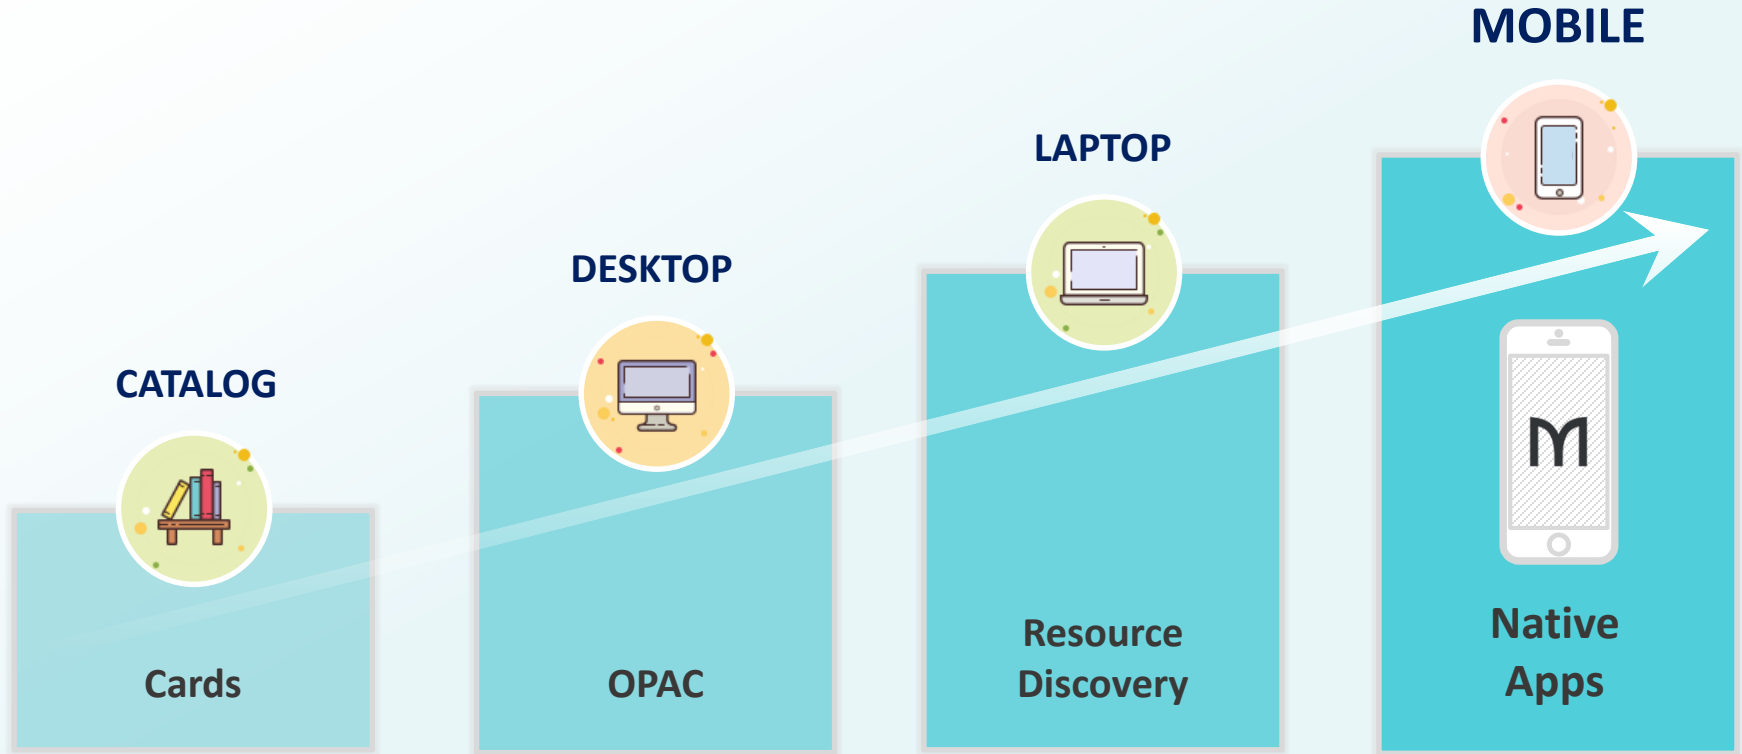 CATALOG
Cards
DESKTOP
OPAC
LAPTOP
Resource
Discovery
MOBILE
M
Native
Apps